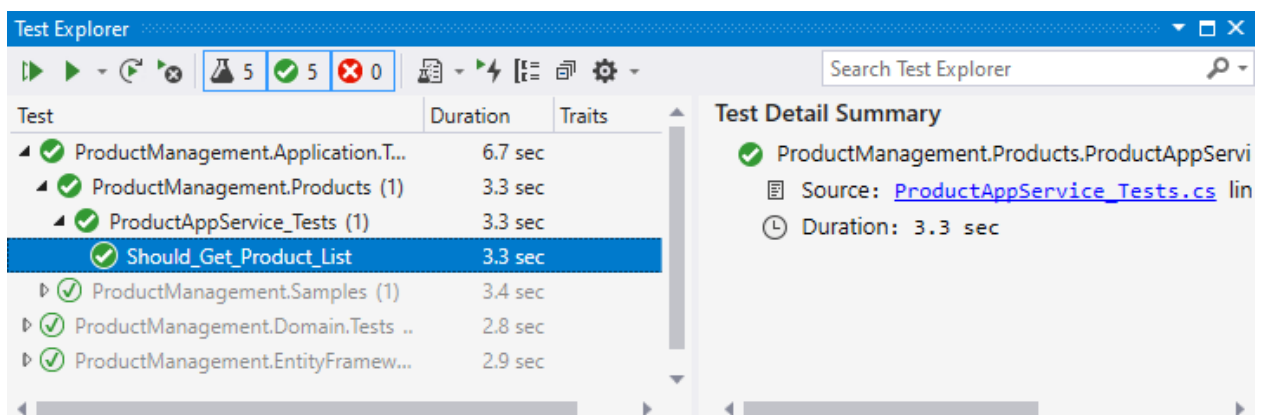 Test Explorer
5 5 0
Search Test Explorer
Test Duration Traits
ProductManagement.Application.T... 6.7 sec
ProductManagement.Products (1) 3.3 sec
ProductAppService_Tests (1) 3.3 sec
Should_Get_Product_List 3.3 sec
ProductManagement.Samples (1) 3.4 sec
ProductManagement.Domain.Tests .. 2.8 sec
ProductManagement.EntityFramew... 2.9 sec
Test Detail Summary
ProductManagement.Products.ProductAppServi
Source: ProductAppService_Tests.cs lin
Duration: 3.3 sec